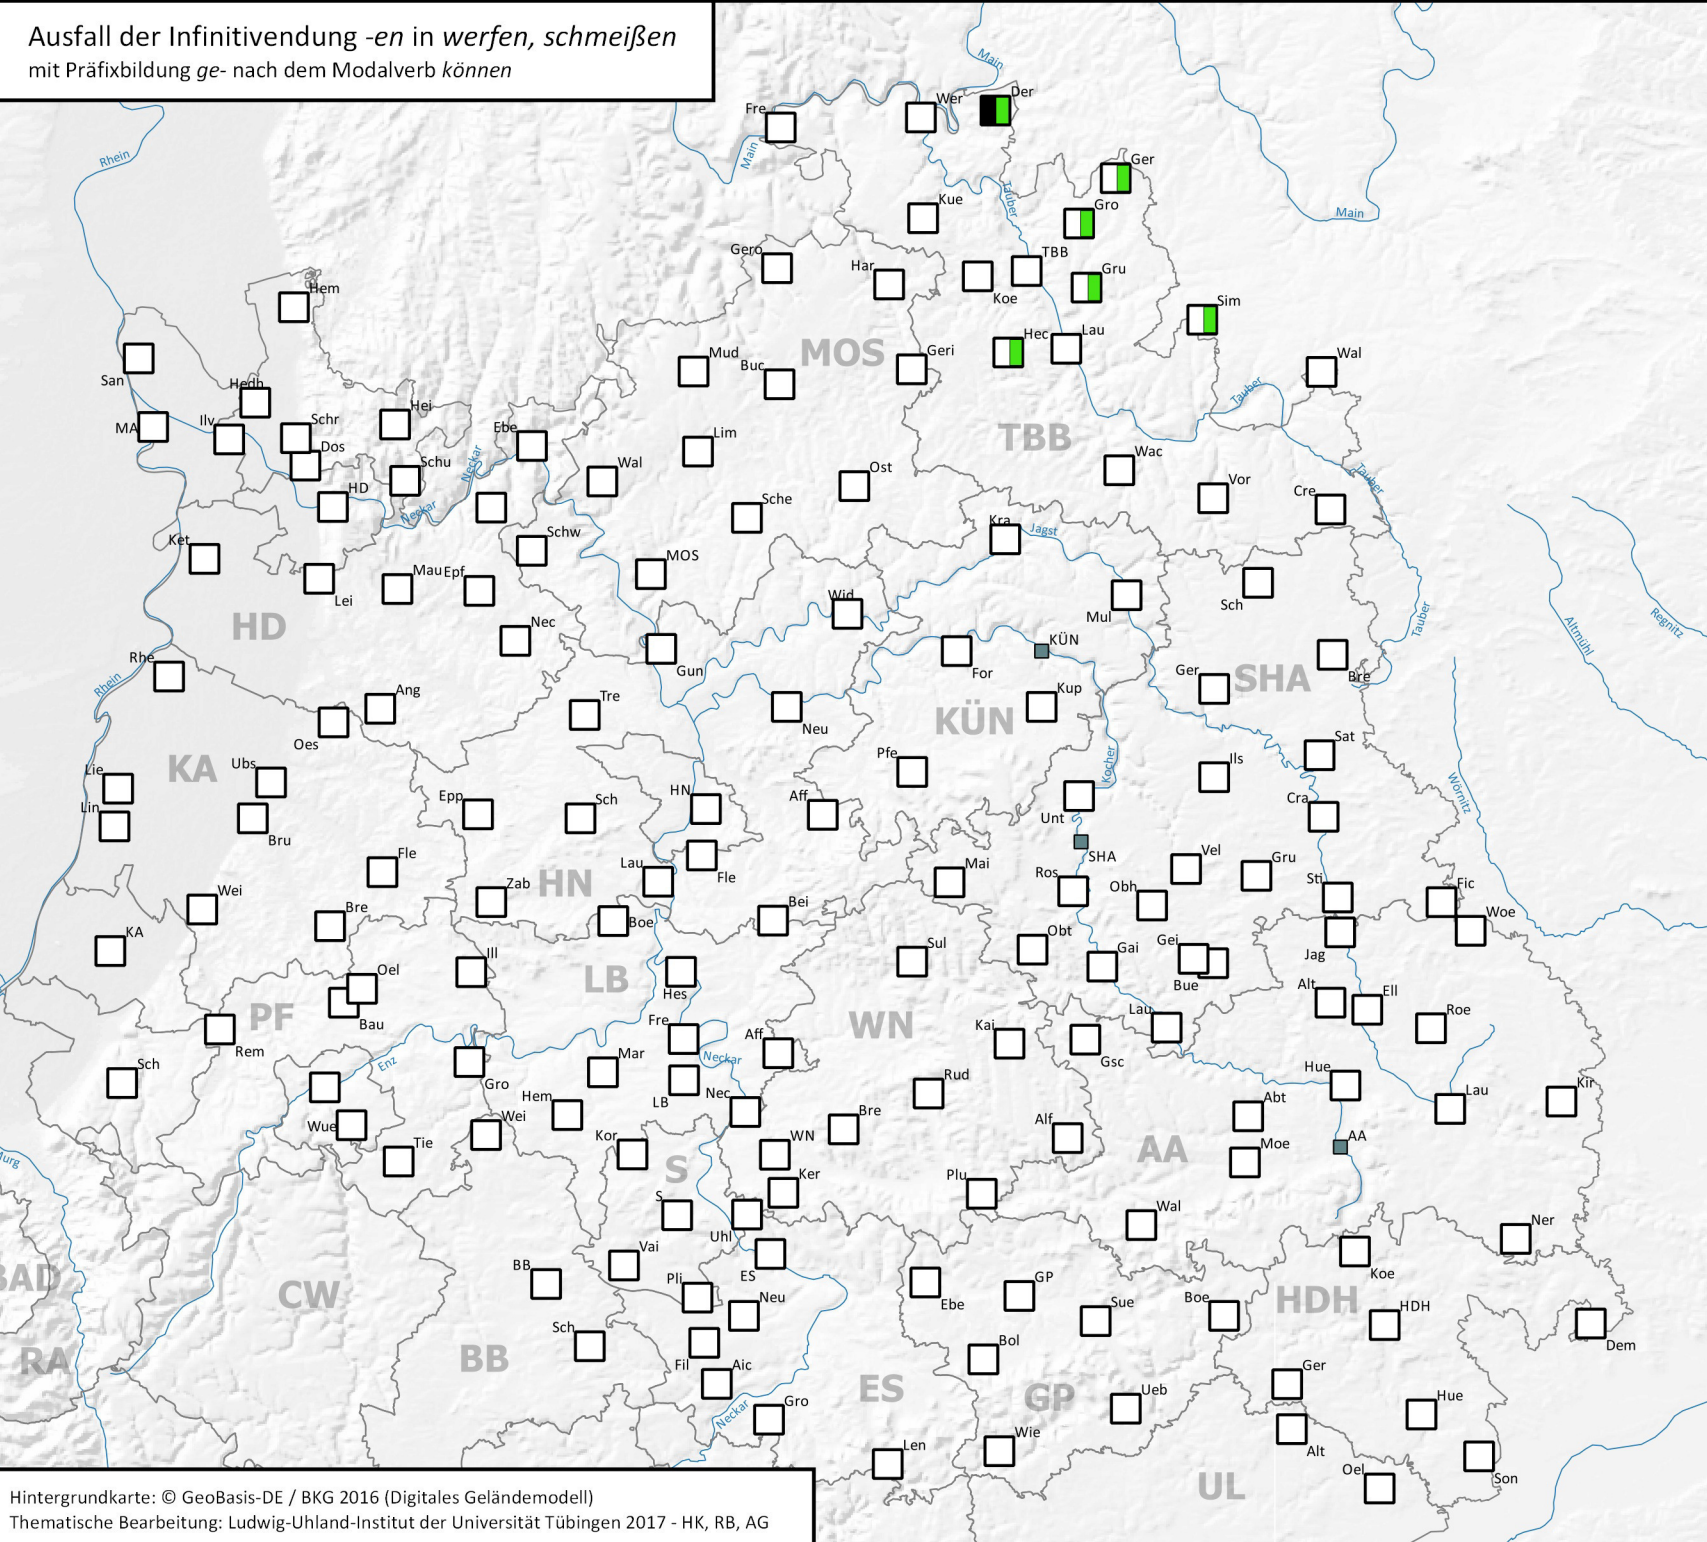 Ausfall der Infinitivendung -en in werfen, schmeißen
mit Präfixbildung ge- nach dem Modalverb können
Main
Der
Wer
Fre
Main
Rhein
Ger
Tauber
Kue
Gro
Main
Gero
Har
TBB
Gru
Koe
Hem
Sim
Hec
Lau
Mud
Buc
MOS
Geri
Wal
San
Hedh
Tauber
MA
Ilv
Schr
Hei
Dos
Ebe
Lim
TBB
Schu
Neckar
Wal
Ost
Wac
Vor
Tauber
HD
Neckar
Sche
Cre
Ket
Schw
Kra
Jagst
MOS
Lei
Mau
Epf
Wid
Mul
Sch
Tauber
Altmühl
Regnitz
HD
Nec
Gun
For
KÜN
Ger
SHA
Bre
Rhe
Rhein
Ang
Oes
Tre
Neu
KÜN
Kup
KA
Ubs
Lie
Lin
Bru
Epp
Sch
HN
Aff
Pfe
Kocher
Ils
Sat
Unt
Cra
Wörnitz
Fle
Lau
Fle
SHA
Vel
Gru
Mai
Ros
Obh
Sti
Fic
Wei
Zab
HN
Bre
Boe
Bei
Woe
KA
Ill
LB
Hes
Sul
Obt
Gai
Gei
Bue
Jag
Oel
Bau
PF
Rem
Fre
Aff
WN
Kai
Gsc
Lau
Alt
Ell
Roe
Sch
Enz
Gro
Mar
Neckar
LB
Nec
Rud
Hue
Lau
Kir
Wue
Tie
Wei
Hem
Kor
WN
Bre
Alf
Abt
AA
Moe
AA
Murg
S
Ker
Plu
Wal
S
Uhl
Ner
BAD
CW
BB
Vai
ES
Koe
Pli
Neu
Ebe
GP
Sue
Boe
HDH
HDH
Dem
RA
BB
Sch
Fil
Aic
Bol
Ger
ES
GP
Ueb
Hue
Neckar
Gro
Len
Wie
Alt
Oel
Son
UL
Hintergrundkarte: © GeoBasis-DE / BKG 2016 (Digitales Geländemodell)
Thematische Bearbeitung: Ludwig-Uhland-Institut der Universität Tübingen 2017 - HK, RB, AG